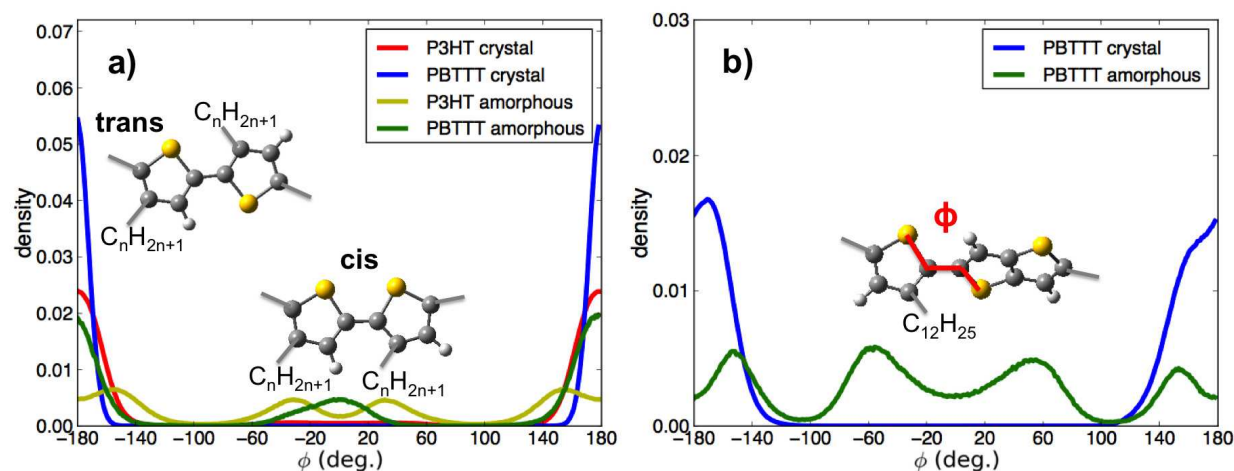 a)
P3HT crystal
PBTTT crystal
P3HT amorphous
PBTTT amorphous
trans
CnH2n+1
CnH2n+1
cis
CnH2n+1
CnH2n+1
density
0.07
0.06
0.05
0.04
0.03
0.02
0.01
0.00
-180 -140 -100 -60 -20 20 60 100 140 180
ϕ (deg.)
b)
PBTTT crystal
PBTTT amorphous
Φ
C12H25
density
0.03
0.02
0.01
0.00
−180 −140 −100 −60 −20 20 60 100 140 180
ϕ (deg.)